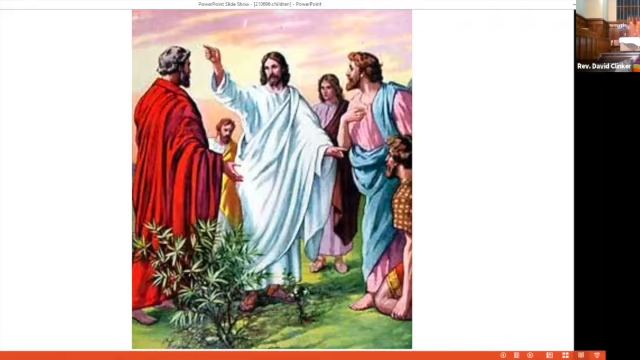 PowerPoint Slide Show - [210606 children] - PowerPoint
Rev. David Clinker